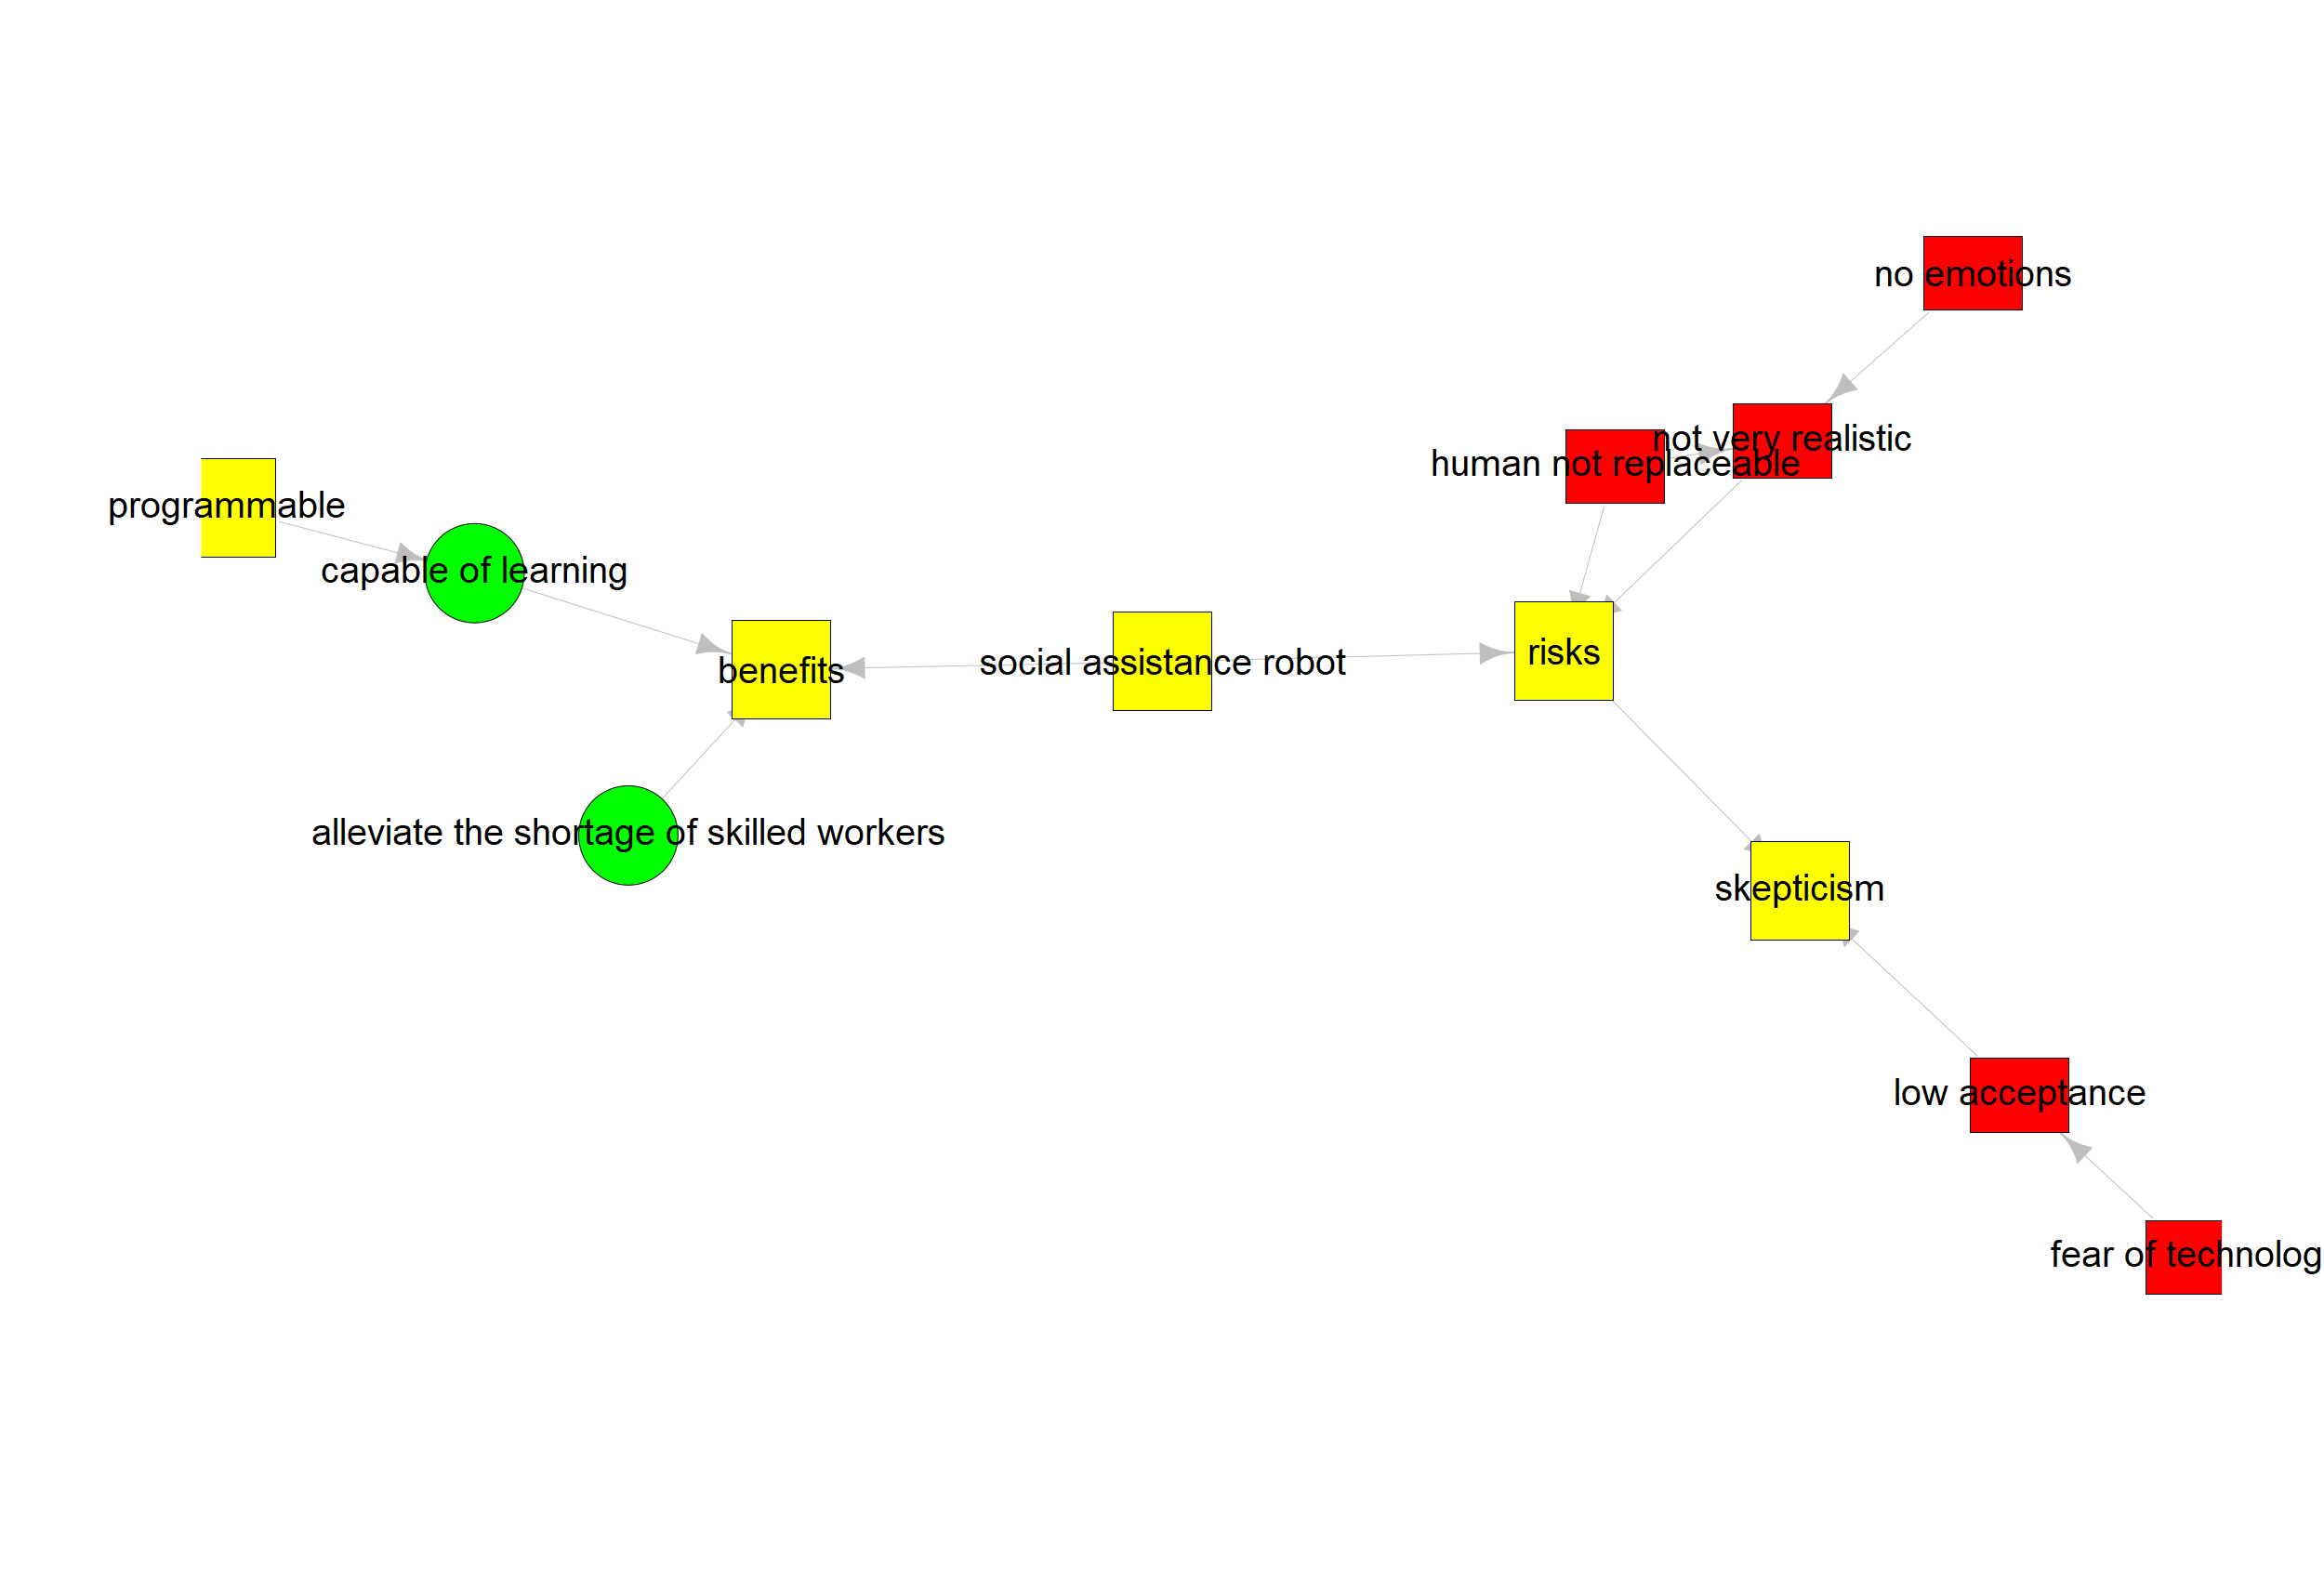 no emotions
not very realistic
human not replaceable
programmable
capable of learning
risks
social assistance robot
benefits
alleviate the shortage of skilled workers
skepticism
low acceptance
fear of technolog